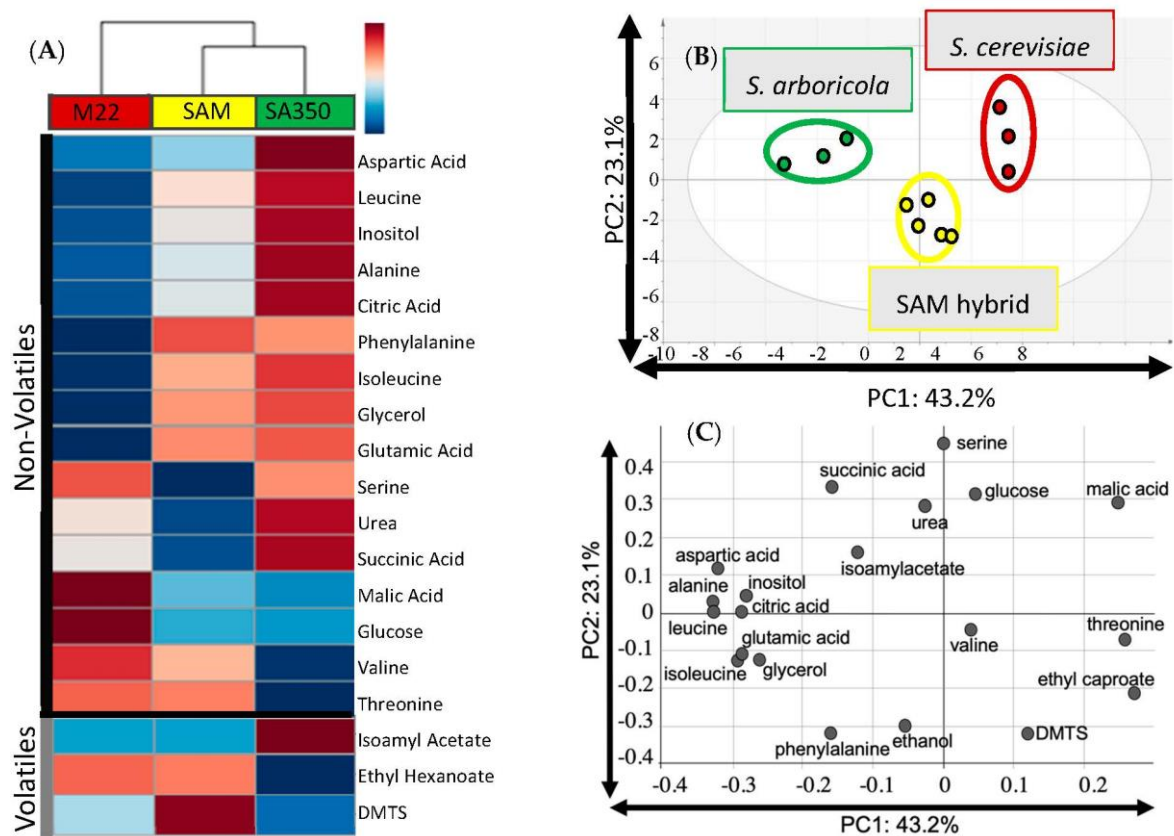 (A)
M22 SAM SA350
Non-Volatiles
Aspartic Acid
Leucine
Inositol
Alanine
Citric Acid
Phenylalanine
Isoleucine
Glycerol
Glutamic Acid
Serine
Urea
Succinic Acid
Malic Acid
Glucose
Valine
Threonine
Volatiles
Isoamyl Acetate
Ethyl Hexanoate
DMTS
(B)
S. cerevisiae
S. arboricola
SAM hybrid
PC2: 23.1%
6
4
2
0
-2
-4
-6
-8
-10 -8 -6 -4 -2 0 2 4 6 8
PC1: 43.2%
(C)
PC2: 23.1%
0.4
0.3
0.2
0.1
0
-0.1
-0.2
-0.3
-0.4
serine
succinic acid
glucose
malic acid
urea
aspartic acid
isoamylacetate
alanine
inositol
citric acid
leucine
threonine
glutamic acid
valine
isoleucine
glycerol
ethyl caproate
phenylalanine
ethanol
DMTS
-0.4 -0.3 -0.2 -0.1 0 0.1 0.2
PC1: 43.2%